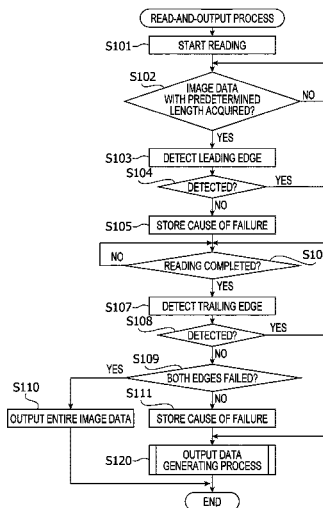 READ-AND-OUTPUT PROCESS
S101
START READING
S102
IMAGE DATA
WITH PREDETERMINED
LENGTH ACQUIRED?
NO
YES
S103
DETECT LEADING EDGE
S104
DETECTED?
YES
NO
S105
STORE CAUSE OF FAILURE
NO
READING COMPLETED?
YES
S107
DETECT TRAILING EDGE
S108
DETECTED?
YES
NO
S109
YES
BOTH EDGES FAILED?
S110
NO
S111
OUTPUT ENTIRE IMAGE DATA
STORE CAUSE OF FAILURE
S120
OUTPUT DATA
GENERATING PROCESS
END